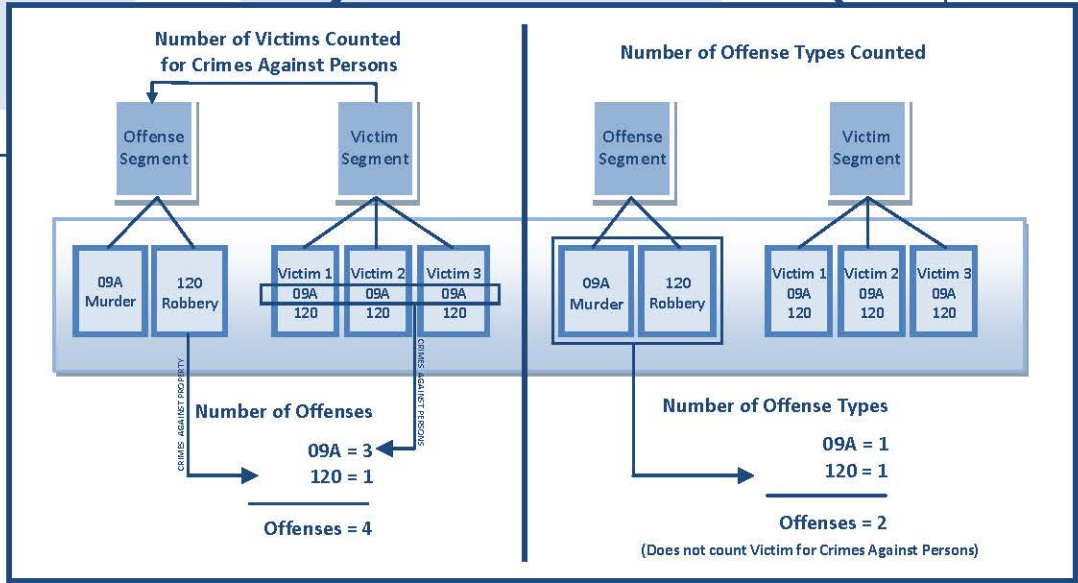 Number of Victims Counted
for Crimes Against Persons
Offense
Segment
Victim
Segment
09A
Murder
120
Robbery
Victim 1
09A
120
Victim 2
09A
120
Victim 3
09A
120
CRIMES AGAINST PROPERTY
CRIMES AGAINST PERSONS
Number of Offenses
09A = 3
120 = 1
Offenses = 4
Number of Offense Types Counted
Offense
Segment
Victim
Segment
09A
Murder
120
Robbery
Victim 1
09A
120
Victim 2
09A
120
Victim 3
09A
120
Number of Offense Types
09A = 1
120 = 1
Offenses = 2
(Does not count Victim for Crimes Against Persons)